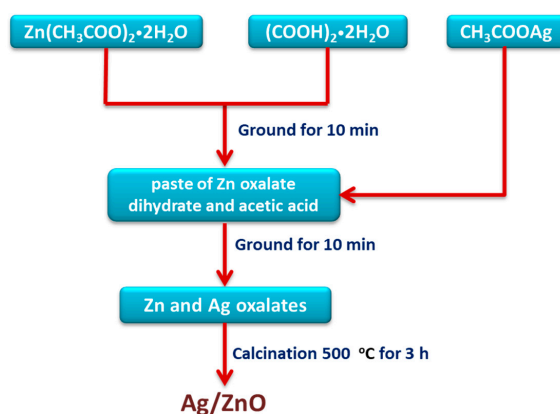 Zn(CH₃COO)₂•2H₂O
(COOH)₂•2H₂O
CH₃COOAg
Ground for 10 min
paste of Zn oxalate
dihydrate and acetic acid
Ground for 10 min
Zn and Ag oxalates
Calcination 500 °C for 3 h
Ag/ZnO